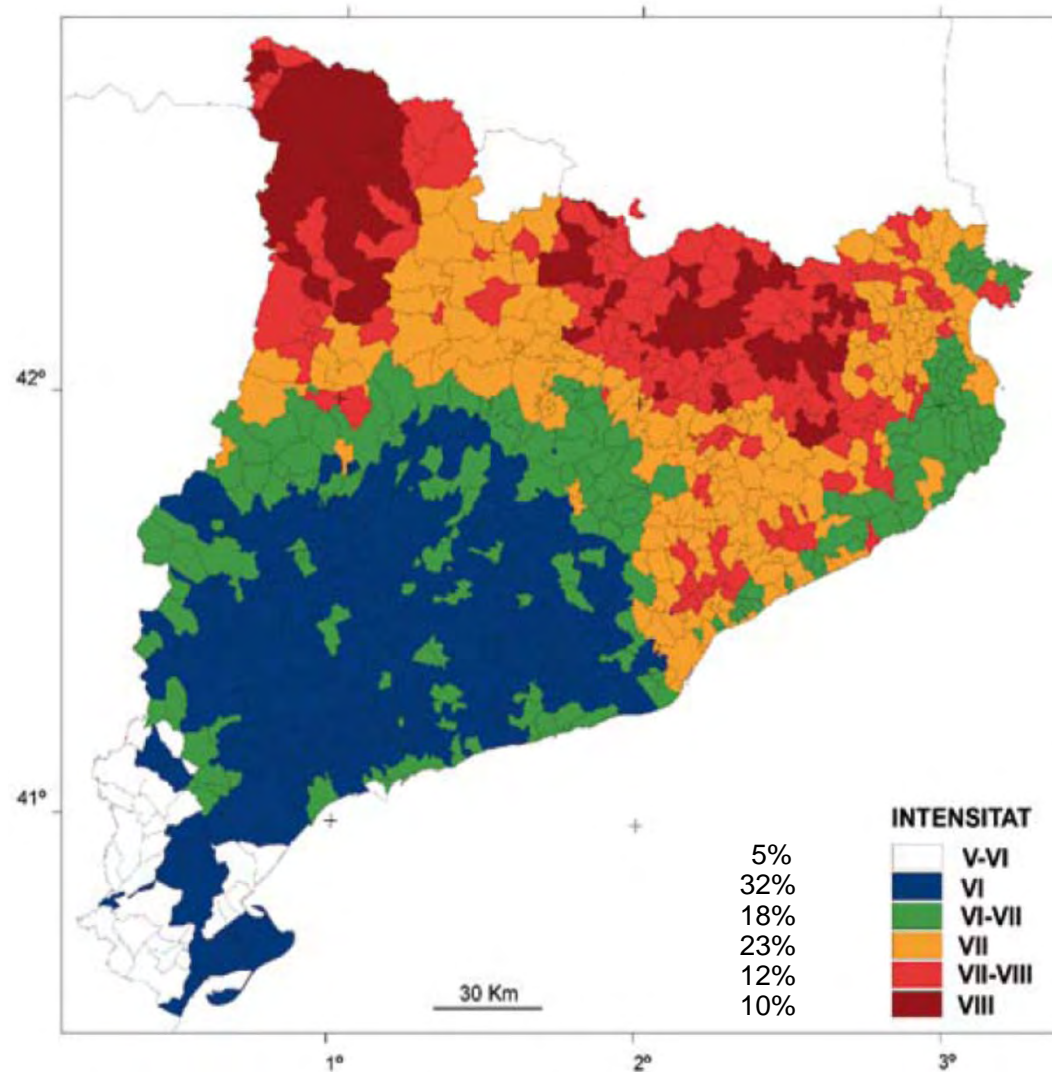 42º
41º
INTENSITAT
5% V-VI
32% VI
18% VI-VII
23% VII
12% VII-VIII
10% VIII
30 Km
1º 2º 3º